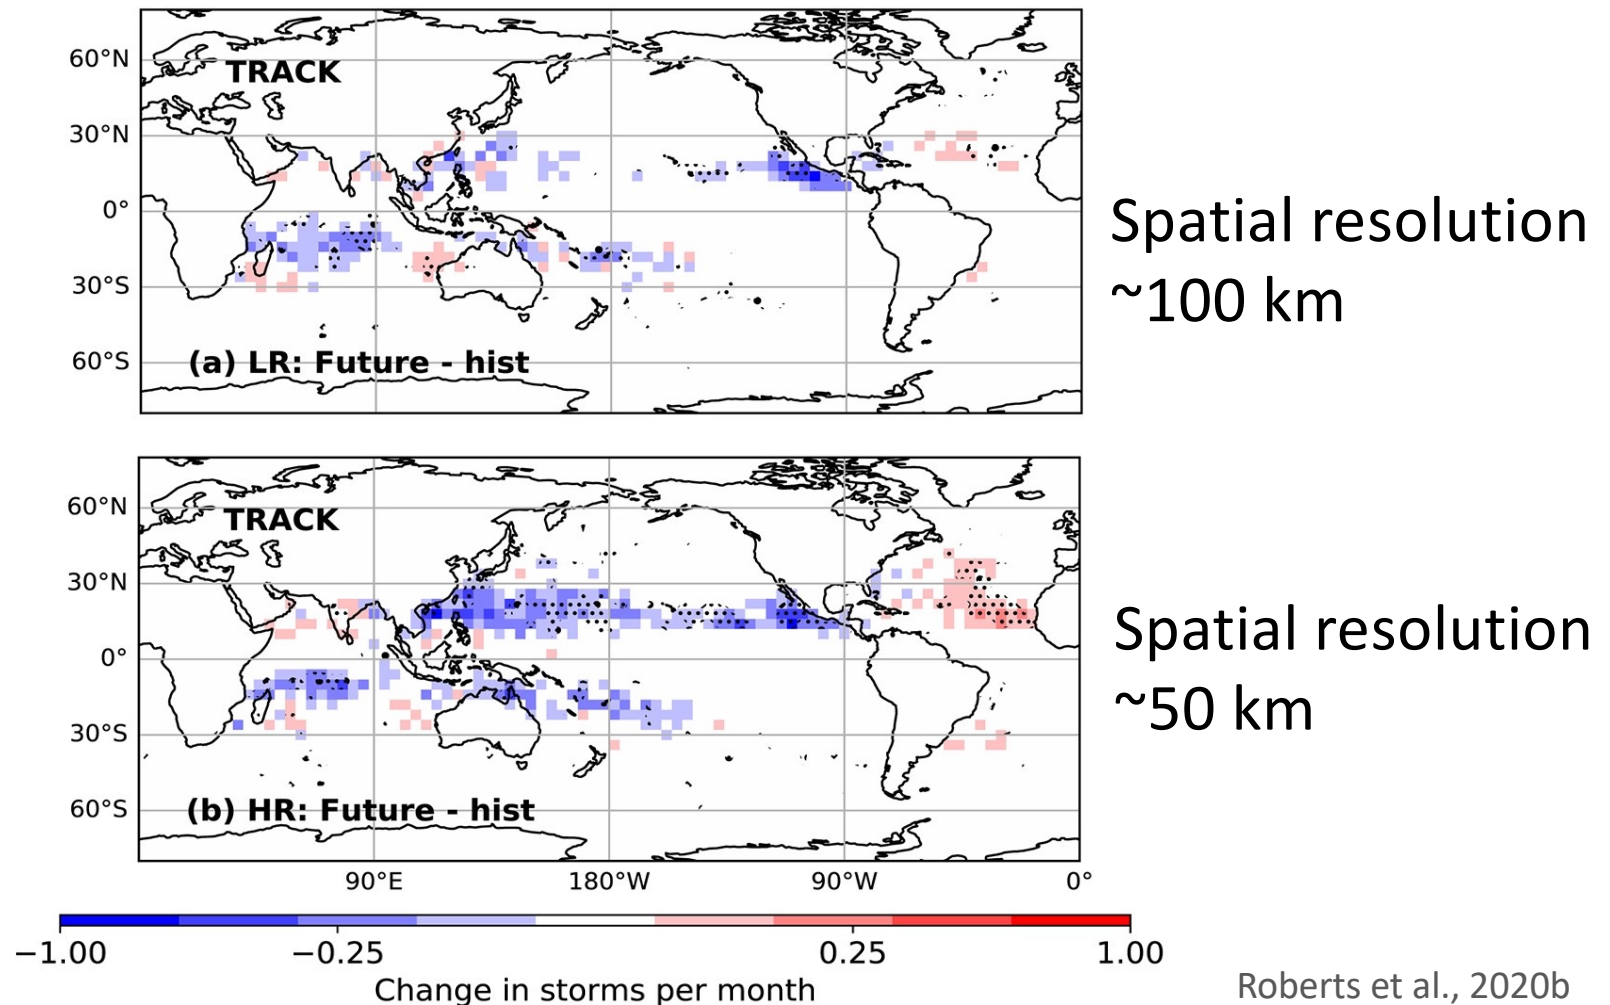 60°N
TRACK
30°N
0°
30°S
60°S
(a) LR: Future - hist
Spatial resolution
~100 km
60°N
TRACK
30°N
0°
30°S
60°S
(b) HR: Future - hist
90°E 180°W 90°W 0°
Spatial resolution
~50 km
−1.00 −0.25 0.25 1.00
Change in storms per month
Roberts et al., 2020b